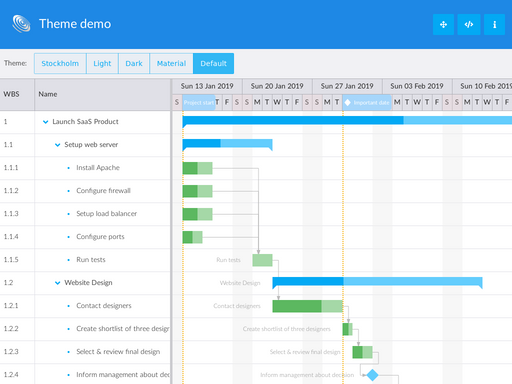 Theme demo
Theme: Stockholm Light Dark Material Default
WBS Name Sun 13 Jan 2019 Sun 20 Jan 2019 Sun 27 Jan 2019 Sun 03 Feb 2019 Sun 10 Feb 2019
S Project start T F S S M T W T F S S M T Important date M T W T F S S M T W T F
1 Launch SaaS Product
1.1 Setup web server
1.1.1 Install Apache
1.1.2 Configure firewall
1.1.3 Setup load balancer
1.1.4 Configure ports
1.1.5 Run tests Run tests
1.2 Website Design Website Design
1.2.1 Contact designers Contact designers
1.2.2 Create shortlist of three desigr Create shortlist of three designers
1.2.3 Select & review final design Select & review final design
1.2.4 Inform management about dec Inform management about decision